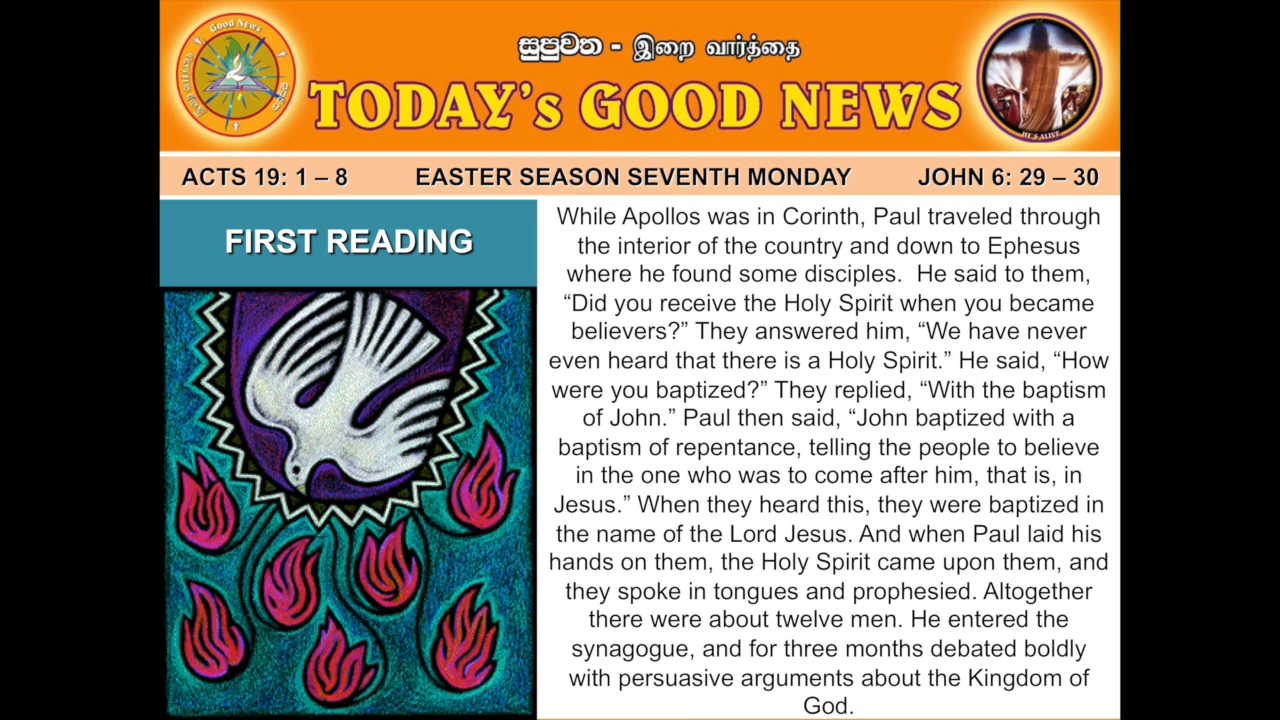 Good News
සුපුවත - இறை வார்த்தை
TODAY's GOOD NEWS
HE'S ALIVE
ACTS 19: 1 – 8 EASTER SEASON SEVENTH MONDAY JOHN 6: 29 – 30
FIRST READING
While Apollos was in Corinth, Paul traveled through
the interior of the country and down to Ephesus
where he found some disciples.  He said to them,
“Did you receive the Holy Spirit when you became
believers?” They answered him, “We have never
even heard that there is a Holy Spirit.” He said, “How
were you baptized?” They replied, “With the baptism
of John.” Paul then said, “John baptized with a
baptism of repentance, telling the people to believe
in the one who was to come after him, that is, in
Jesus.” When they heard this, they were baptized in
the name of the Lord Jesus. And when Paul laid his
hands on them, the Holy Spirit came upon them, and
they spoke in tongues and prophesied. Altogether
there were about twelve men. He entered the
synagogue, and for three months debated boldly
with persuasive arguments about the Kingdom of
God.